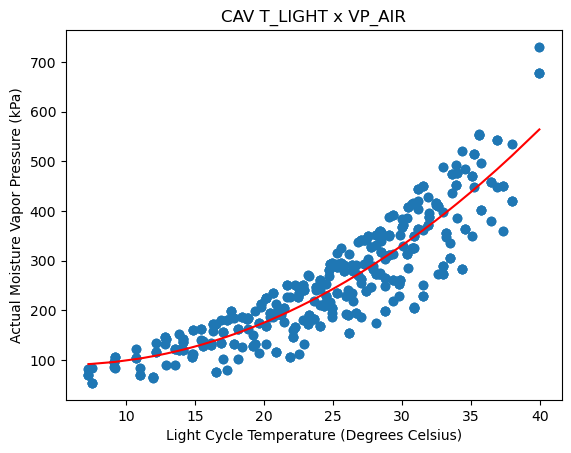 CAV T_LIGHT x VP_AIR
Actual Moisture Vapor Pressure (kPa)
700
600
500
400
300
200
100
10 15 20 25 30 35 40
Light Cycle Temperature (Degrees Celsius)